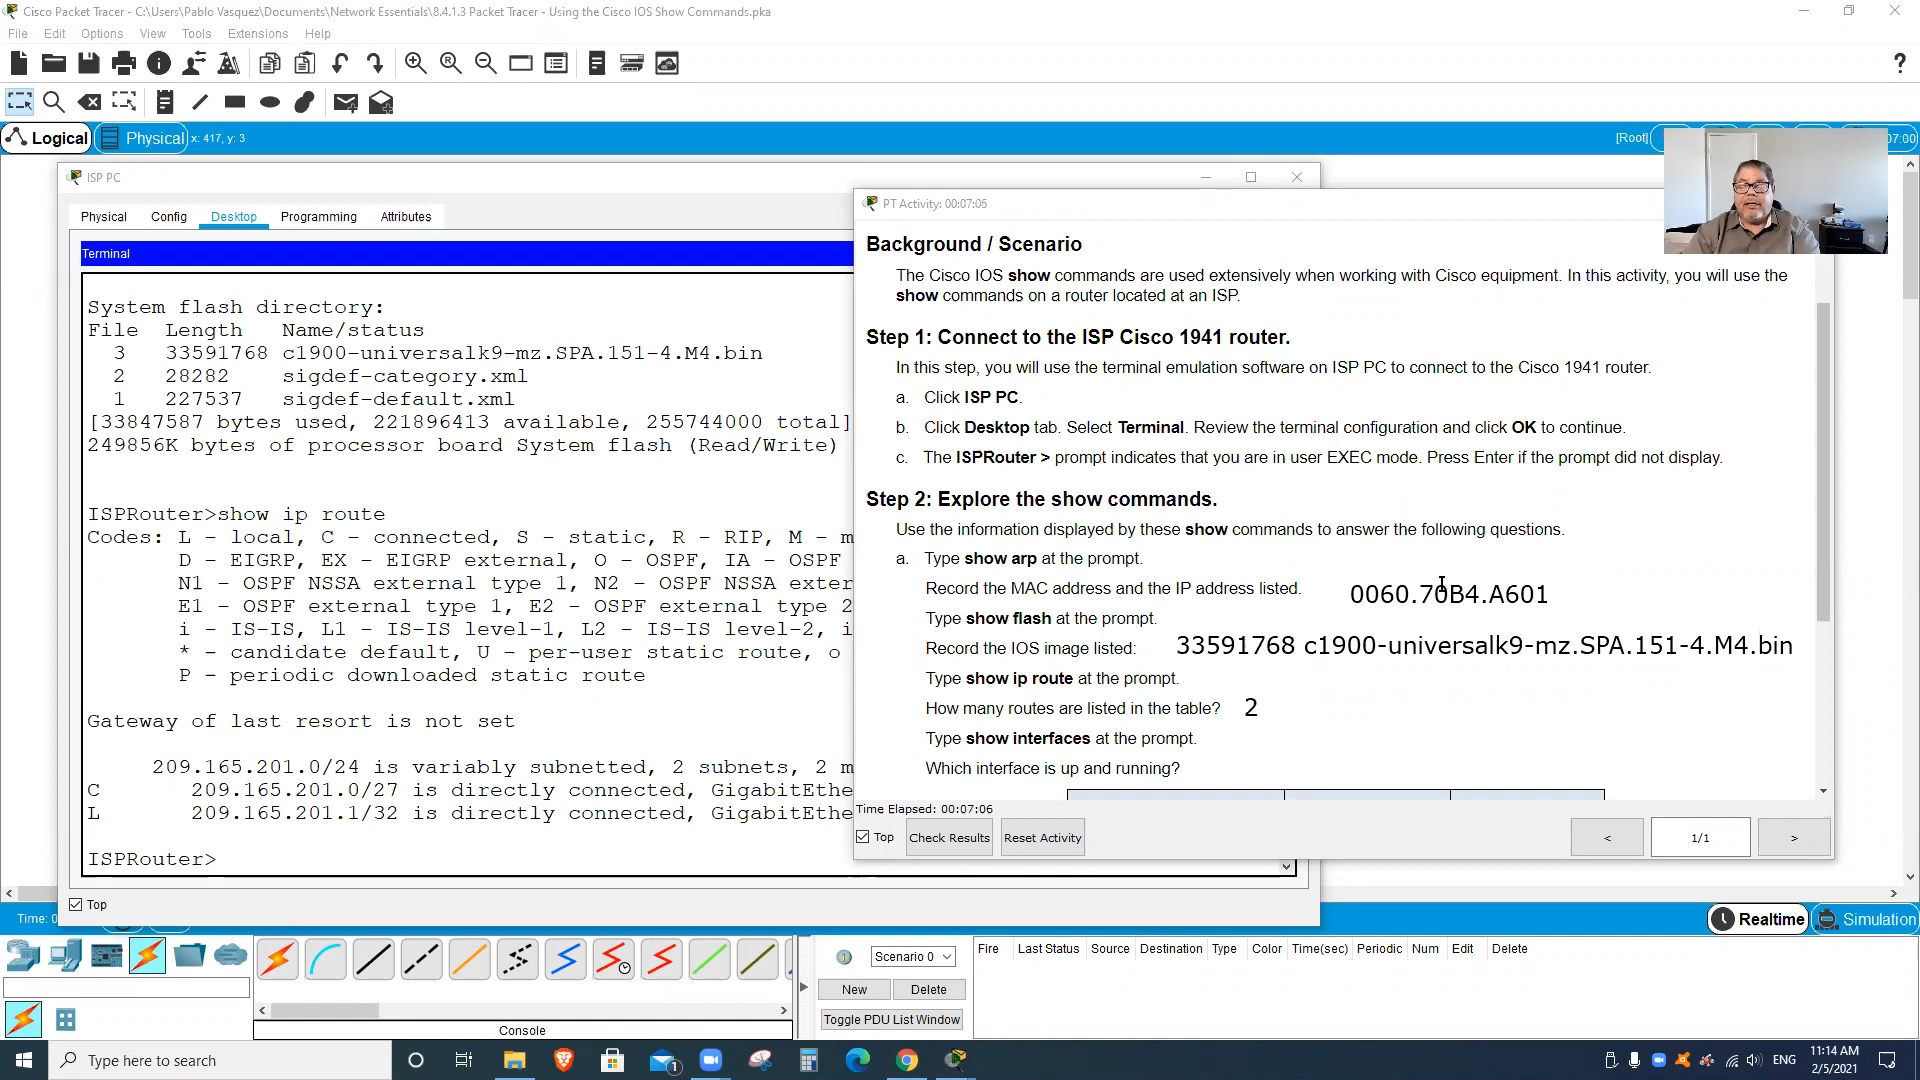 Cisco Packet Tracer - C:\Users\Pablo Vasquez\Documents\Network Essentials\8.4.1.3 Packet Tracer - Using the Cisco IOS Show Commands.pka
File Edit Options View Tools Extensions Help
?
Logical Physical x: 417, y: 3 [Root] 07:00
ISP PC
Physical Config Desktop Programming Attributes
Terminal
System flash directory:
File Length Name/status
3 33591768 c1900-universalk9-mz.SPA.151-4.M4.bin
2 28282 sigdef-category.xml
1 227537 sigdef-default.xml
[33847587 bytes used, 221896413 available, 255744000 total]
249856K bytes of processor board System flash (Read/Write)
ISPRouter>show ip route
Codes: L - local, C - connected, S - static, R - RIP, M - m
D - EIGRP, EX - EIGRP external, O - OSPF, IA - OSPF
N1 - OSPF NSSA external type 1, N2 - OSPF NSSA exter
E1 - OSPF external type 1, E2 - OSPF external type 2
i - IS-IS, L1 - IS-IS level-1, L2 - IS-IS level-2, i
* - candidate default, U - per-user static route, o
P - periodic downloaded static route
Gateway of last resort is not set
209.165.201.0/24 is variably subnetted, 2 subnets, 2 m
C 209.165.201.0/27 is directly connected, GigabitEthe
L 209.165.201.1/32 is directly connected, GigabitEthe
ISPRouter>
Top
PT Activity: 00:07:06
Background / Scenario
The Cisco IOS show commands are used extensively when working with Cisco equipment. In this activity, you will use the
show commands on a router located at an ISP.
Step 1: Connect to the ISP Cisco 1941 router.
In this step, you will use the terminal emulation software on ISP PC to connect to the Cisco 1941 router.
a. Click ISP PC.
b. Click Desktop tab. Select Terminal. Review the terminal configuration and click OK to continue.
c. The ISPRouter > prompt indicates that you are in user EXEC mode. Press Enter if the prompt did not display.
Step 2: Explore the show commands.
Use the information displayed by these show commands to answer the following questions.
a. Type show arp at the prompt.
Record the MAC address and the IP address listed. 0060.70B4.A601
Type show flash at the prompt.
Record the IOS image listed: 33591768 c1900-universalk9-mz.SPA.151-4.M4.bin
Type show ip route at the prompt.
How many routes are listed in the table? 2
Type show interfaces at the prompt.
Which interface is up and running?
Time Elapsed: 00:07:06
Top Check Results Reset Activity < 1/1 >
Time: 0 Realtime Simulation
Scenario 0
New Delete
Toggle PDU List Window
Fire Last Status Source Destination Type Color Time(sec) Periodic Num Edit Delete
Console
Type here to search
1
ENG
11:14 AM
2/5/2021